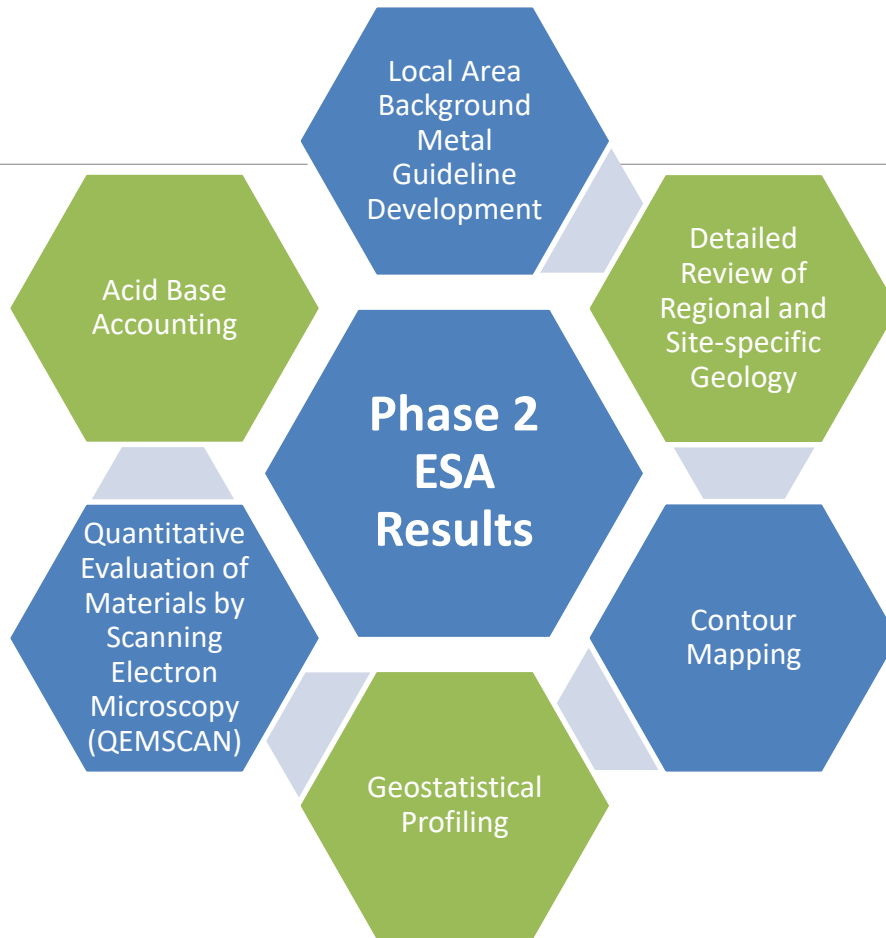 Local Area
Background
Metal
Guideline
Development
Detailed
Review of
Regional and
Site-specific
Geology
Contour
Mapping
Geostatistical
Profiling
Quantitative
Evaluation of
Materials by
Scanning
Electron
Microscopy
(QEMSCAN)
Acid Base
Accounting
Phase 2
ESA
Results